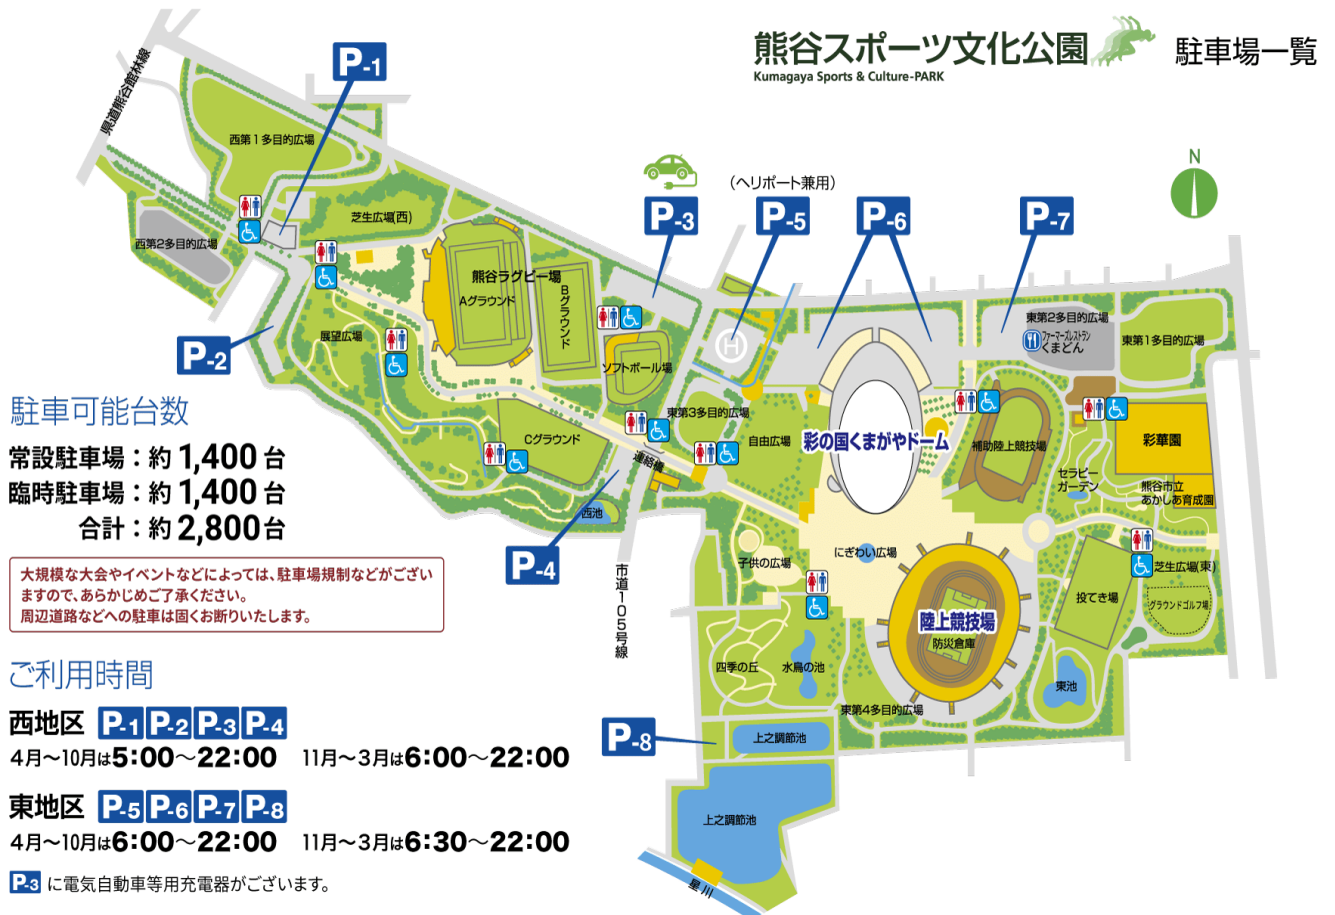 熊谷スポーツ文化公園
Kumagaya Sports & Culture-PARK
駐車場一覧
県道熊谷館林線
P-1
西第1多目的広場
芝生広場(西)
西第2多目的広場
P-2
展望広場
熊谷ラグビー場
Aグラウンド
Bグラウンド
P-3
(ヘリポート兼用)
P-5
H
P-6
P-7
N
ソフトボール場
東第2多目的広場
ファーマーズレストラン
くまどん
東第1多目的広場
東第3多目的広場
自由広場
彩の国くまがやドーム
補助陸上競技場
彩華園
セラピー
ガーデン
熊谷市立
あかしあ育成園
Cグラウンド
連絡橋
西池
P-4
市道105号線
子供の広場
にぎわい広場
陸上競技場
防災倉庫
投てき場
芝生広場(東)
グラウンドゴルフ場
四季の丘
水鳥の池
東池
東第4多目的広場
P-8
上之調節池
上之調節池
星川
駐車可能台数
常設駐車場:約1,400台
臨時駐車場:約1,400台
合計:約2,800台
大規模な大会やイベントなどによっては、駐車場規制などがござい
ますので、あらかじめご了承ください。
周辺道路などへの駐車は固くお断りいたします。
ご利用時間
西地区 P-1 P-2 P-3 P-4
4月〜10月は5:00〜22:00 11月〜3月は6:00〜22:00
東地区 P-5 P-6 P-7 P-8
4月〜10月は6:00〜22:00 11月〜3月は6:30〜22:00
P-3 に電気自動車等用充電器がございます。